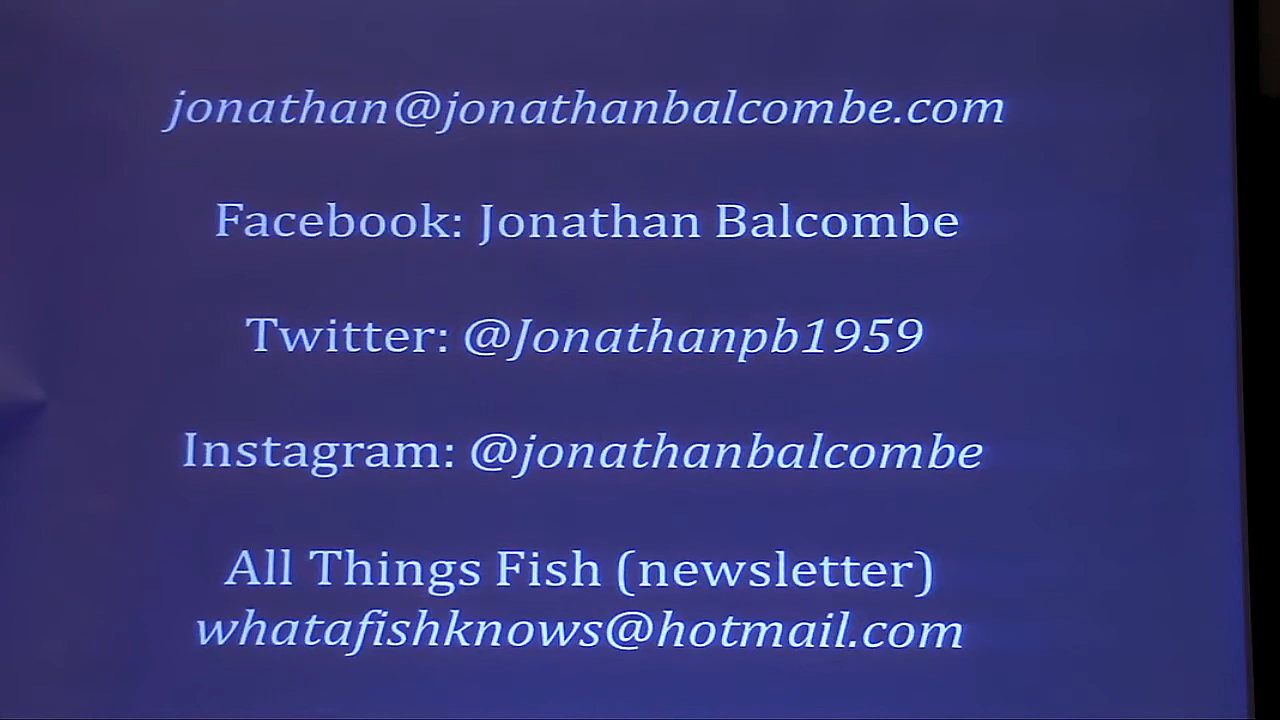 jonathan@jonathanbalcombe.com
Facebook: Jonathan Balcombe
Twitter: @Jonathanpb1959
Instagram: @jonathanbalcombe
All Things Fish (newsletter)
whatafishknows@hotmail.com